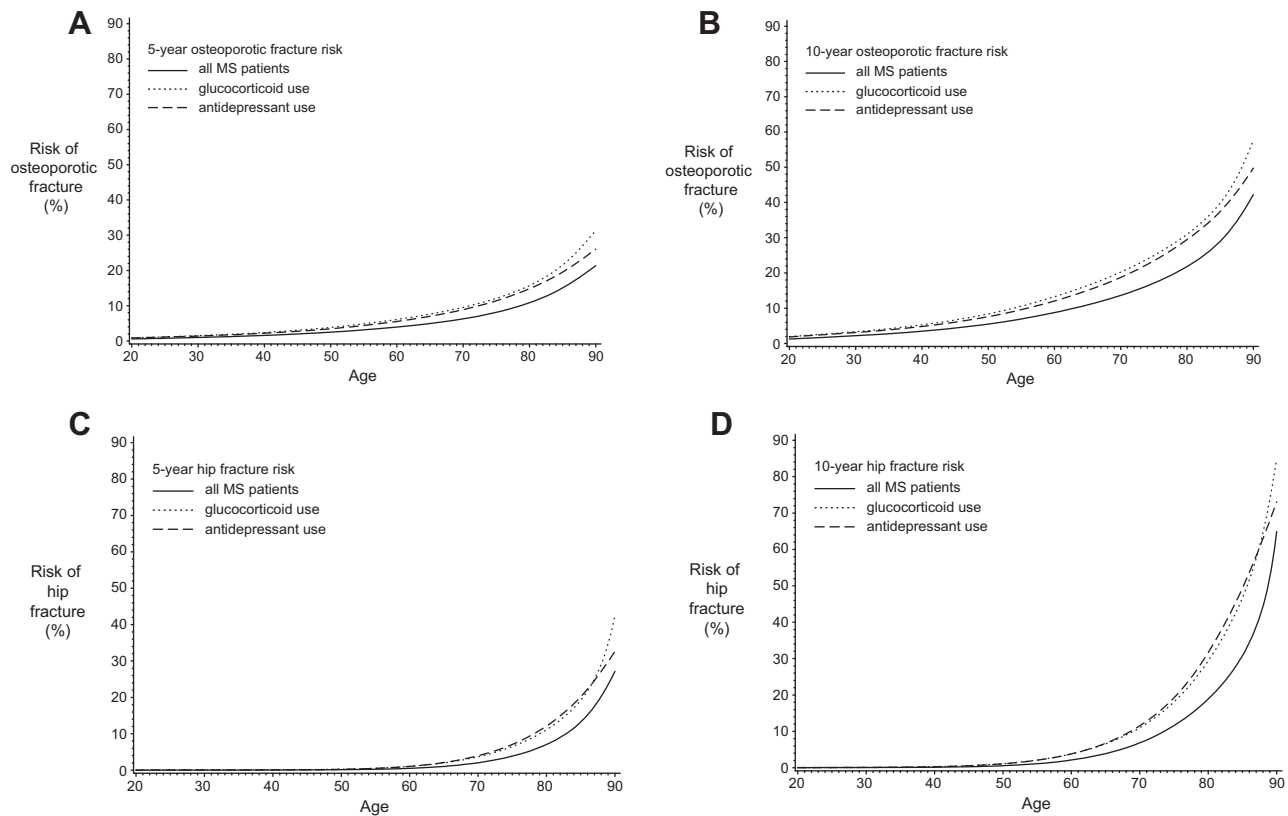 A
90
80
70
60
50
40
30
20
10
0
5-year osteoporotic fracture risk
all MS patients
glucocorticoid use
antidepressant use
Risk of
osteoporotic
fracture
(%)
20 30 40 50 60 70 80 90
Age
B
90
80
70
60
50
40
30
20
10
0
10-year osteoporotic fracture risk
all MS patients
glucocorticoid use
antidepressant use
Risk of
osteoporotic
fracture
(%)
20 30 40 50 60 70 80 90
Age
C
90
80
70
60
50
40
30
20
10
0
5-year hip fracture risk
all MS patients
glucocorticoid use
antidepressant use
Risk of
hip
fracture
(%)
20 30 40 50 60 70 80 90
Age
D
90
80
70
60
50
40
30
20
10
0
10-year hip fracture risk
all MS patients
glucocorticoid use
antidepressant use
Risk of
hip
fracture
(%)
20 30 40 50 60 70 80 90
Age